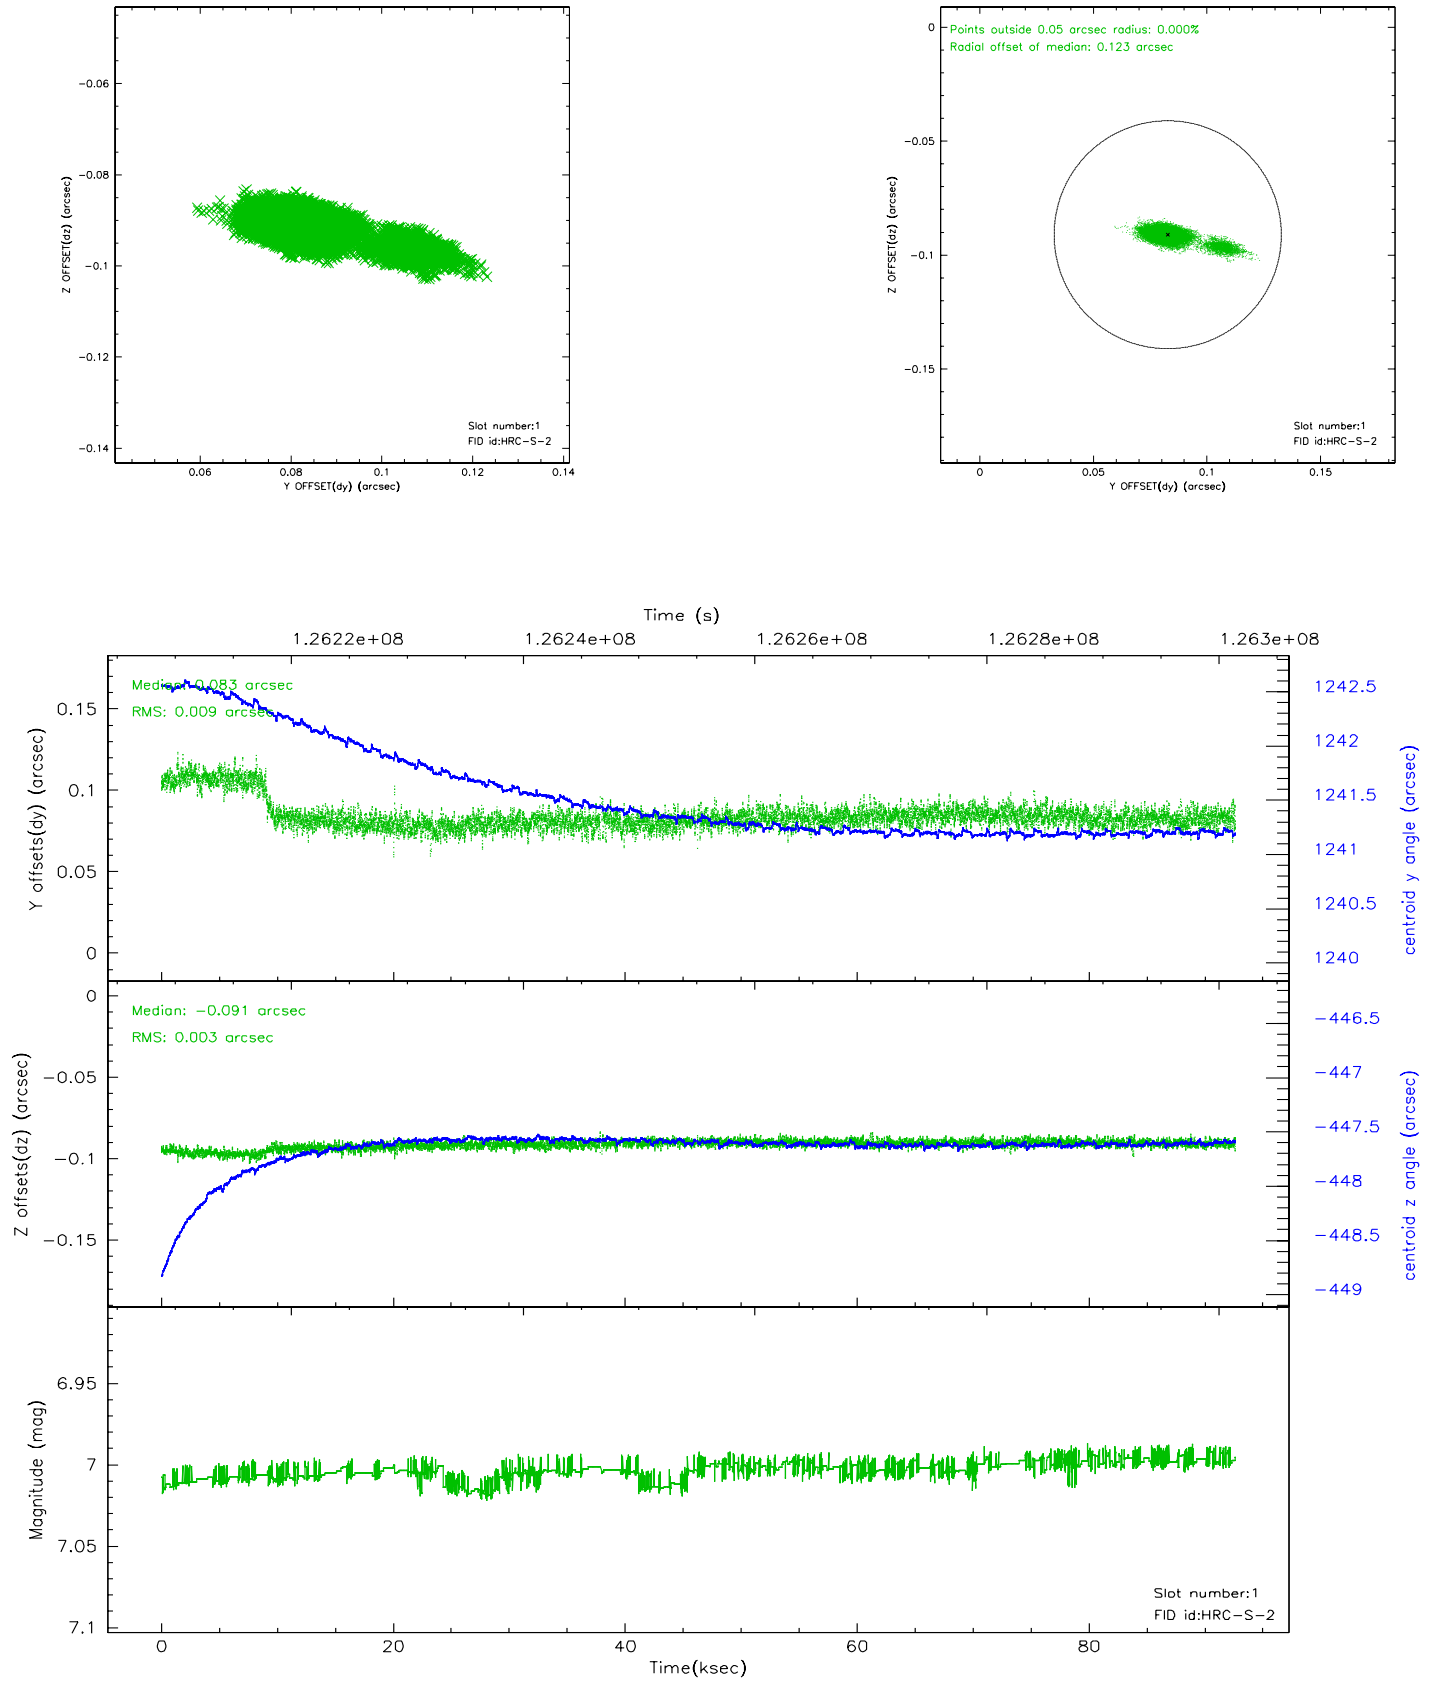 −0.06
−0.08
−0.1
−0.12
−0.14
Z OFFSET(dz) (arcsec)
Slot number:1
FID id:HRC−S−2
0.06
0.08
0.1
0.12
0.14
Y OFFSET(dy) (arcsec)
Points outside 0.05 arcsec radius: 0.000%
Radial offset of median: 0.123 arcsec
0
−0.05
−0.1
−0.15
Z OFFSET(dz) (arcsec)
Slot number:1
FID id:HRC−S−2
0
0.05
0.1
0.15
Y OFFSET(dy) (arcsec)
Time (s)
1.2622e+08
1.2624e+08
1.2626e+08
1.2628e+08
1.263e+08
Median: 0.083 arcsec
RMS: 0.009 arcsec
0.15
0.1
0.05
0
Y offsets(dy) (arcsec)
1242.5
1242
1241.5
1241
1240.5
1240
centroid y angle (arcsec)
Median: −0.091 arcsec
RMS: 0.003 arcsec
0
−0.05
−0.1
−0.15
Z offsets(dz) (arcsec)
−446.5
−447
−447.5
−448
−448.5
−449
centroid z angle (arcsec)
6.95
7
7.05
7.1
Magnitude (mag)
Slot number:1
FID id:HRC−S−2
0
20
40
60
80
Time(ksec)